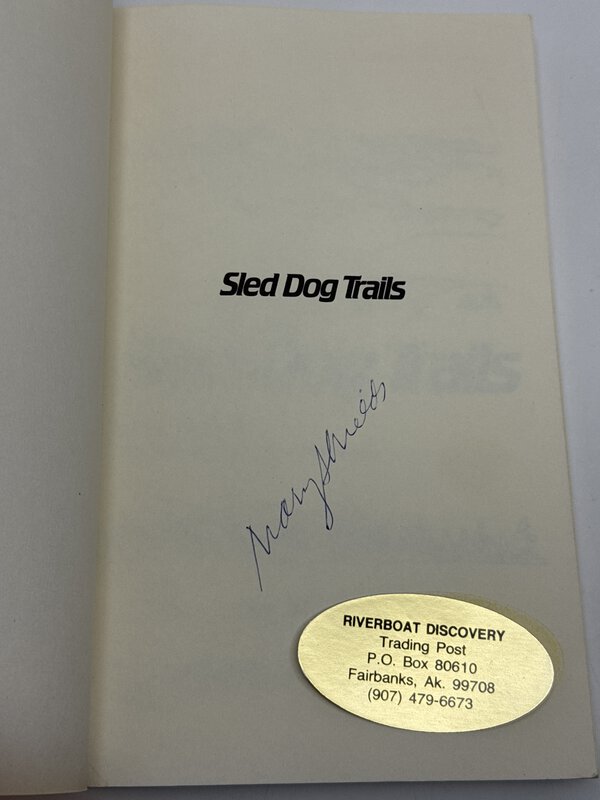 Sled Dog Trails
Mary Shields
RIVERBOAT DISCOVERY
Trading Post
P.O. Box 80610
Fairbanks, Ak. 99708
(907) 479-6673